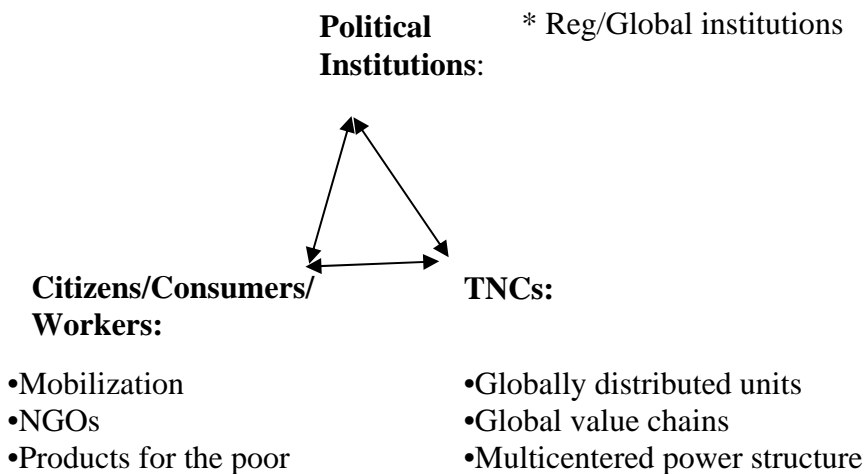 Political
Institutions:
* Reg/Global institutions
Citizens/Consumers/
Workers:
•Mobilization
•NGOs
•Products for the poor
TNCs:
•Globally distributed units
•Global value chains
•Multicentered power structure